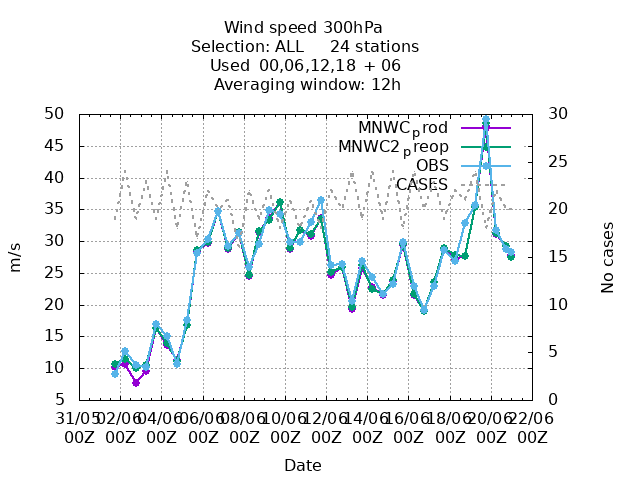 Wind speed 300hPa
Selection: ALL 24 stations
Used 00,06,12,18 + 06
Averaging window: 12h
50 45 40 35 30 25 20 15 10 5
30 25 20 15 10 5 0
m/s
No cases
MNWCprod
MNWC2preop
OBS
CASES
31/05 02/06 04/06 06/06 08/06 10/06 12/06 14/06 16/06 18/06 20/06 22/06
00Z 00Z 00Z 00Z 00Z 00Z 00Z 00Z 00Z 00Z 00Z 00Z
Date